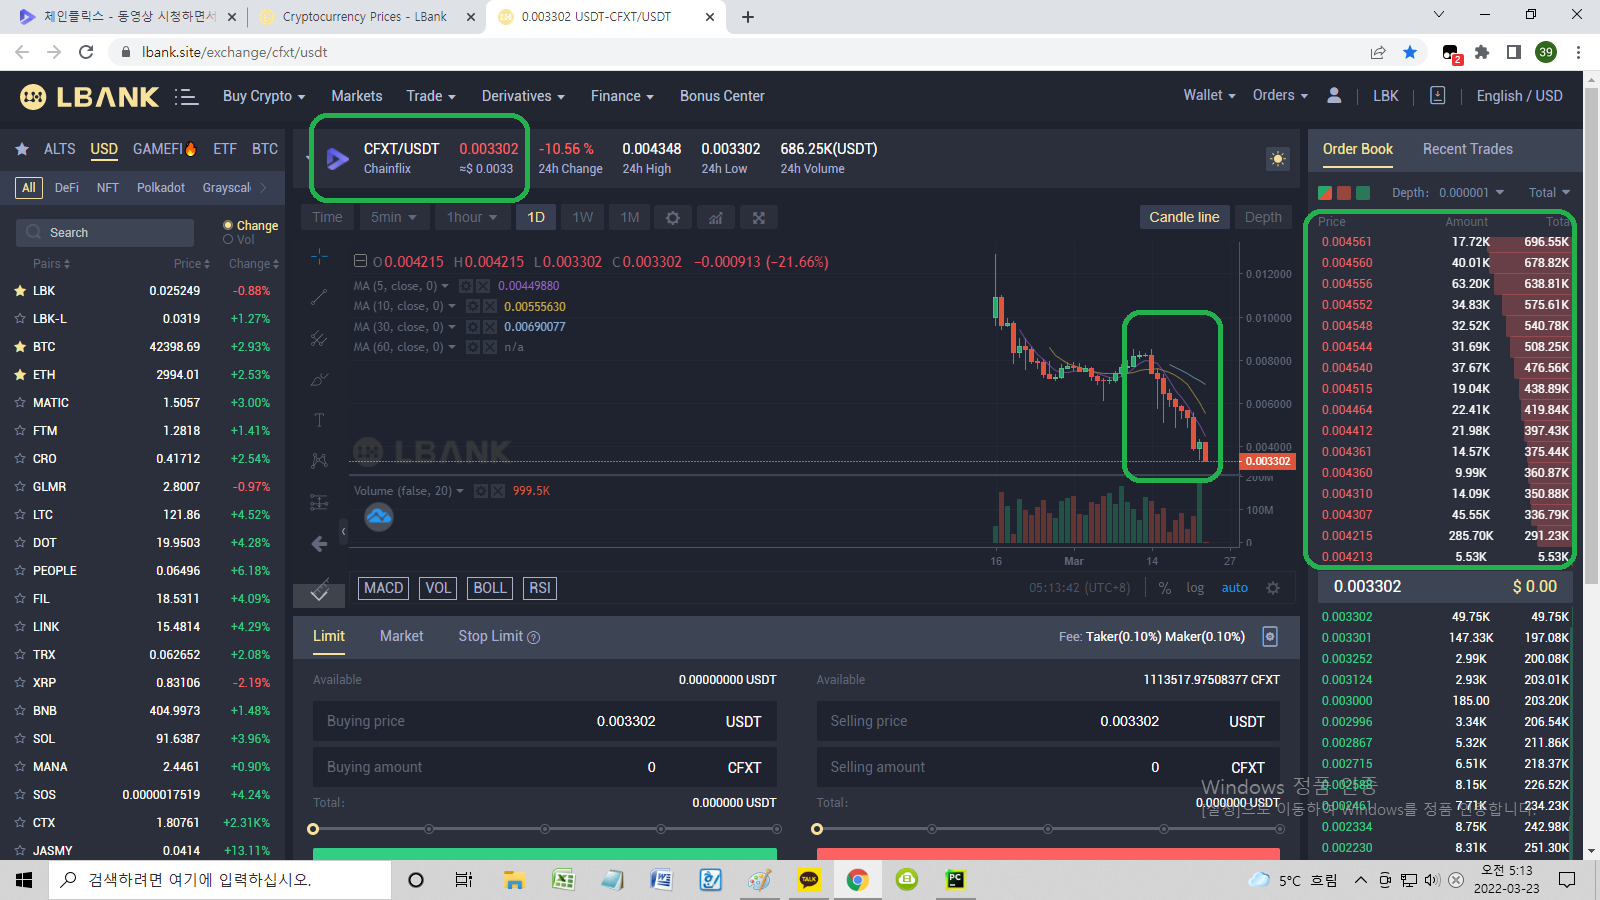 체인플릭스 - 동영상 시청하면서
Cryptocurrency Prices - LBank
0.003302 USDT-CFXT/USDT
lbank.site/exchange/cfxt/usdt
2
39
LBANK
Buy Crypto
Markets
Trade
Derivatives
Finance
Bonus Center
Wallet
Orders
LBK
English / USD
ALTS USD GAMEFI ETF BTC
All DeFi NFT Polkadot Grayscal
Search
Change
Vol
Pairs Price Change
LBK 0.025249 -0.88%
LBK-L 0.0319 +1.27%
BTC 42398.69 +2.93%
ETH 2994.01 +2.53%
MATIC 1.5057 +3.00%
FTM 1.2818 +1.41%
CRO 0.41712 +2.54%
GLMR 2.8007 -0.97%
LTC 121.86 +4.52%
DOT 19.9503 +4.28%
PEOPLE 0.06496 +6.18%
FIL 18.5311 +4.09%
LINK 15.4814 +4.29%
TRX 0.062652 +2.08%
XRP 0.83106 -2.19%
BNB 404.9973 +1.48%
SOL 91.6387 +3.96%
MANA 2.4461 +0.90%
SOS 0.0000017519 +4.24%
CTX 1.80761 +2.31K%
JASMY 0.0414 +13.11%
CFXT/USDT 0.003302 -10.56 % 0.004348 0.003302 686.25K(USDT)
Chainflix ≈$ 0.0033 24h Change 24h High 24h Low 24h Volume
Time 5min 1hour 1D 1W 1M
Candle line Depth
O0.004215 H0.004215 L0.003302 C0.003302 −0.000913 (−21.66%)
MA (5, close, 0) 0.00449880
MA (10, close, 0) 0.00555630
MA (30, close, 0) 0.00690077
MA (60, close, 0) n/a
0.012000
0.010000
0.008000
0.006000
0.004000
0.003302
LBANK
Volume (false, 20) 999.5K
200M
100M
0
16 Mar 14 27
MACD VOL BOLL RSI
05:13:42 (UTC+8) % log auto
Limit Market Stop Limit
Fee: Taker(0.10%) Maker(0.10%)
Available 0.00000000 USDT
Buying price 0.003302 USDT
Buying amount 0 CFXT
Total: 0.000000 USDT
Available 1113517.97508377 CFXT
Selling price 0.003302 USDT
Selling amount 0 CFXT
Total: 0.000000 USDT
Order Book Recent Trades
Depth: 0.000001 Total
Price Amount Total
0.004561 17.72K 696.55K
0.004560 40.01K 678.82K
0.004556 63.20K 638.81K
0.004552 34.83K 575.61K
0.004548 32.52K 540.78K
0.004544 31.69K 508.25K
0.004540 37.67K 476.56K
0.004515 19.04K 438.89K
0.004464 22.41K 419.84K
0.004412 21.98K 397.43K
0.004361 14.57K 375.44K
0.004360 9.99K 360.87K
0.004310 14.09K 350.88K
0.004307 45.55K 336.79K
0.004215 285.70K 291.23K
0.004213 5.53K 5.53K
0.003302 $ 0.00
0.003302 49.75K 49.75K
0.003301 147.33K 197.08K
0.003252 2.99K 200.08K
0.003124 2.93K 203.01K
0.003000 185.00 203.20K
0.002996 3.34K 206.54K
0.002867 5.32K 211.86K
0.002715 6.51K 218.37K
0.002588 8.15K 226.52K
0.002461 7.71K 234.23K
0.002334 8.75K 242.98K
0.002230 8.31K 251.30K
Windows 정품 인증
[설정]으로 이동하여 Windows를 정품 인증합니다.
검색하려면 여기에 입력하십시오.
TALK
PC
5°C 흐림
오전 5:13
2022-03-23